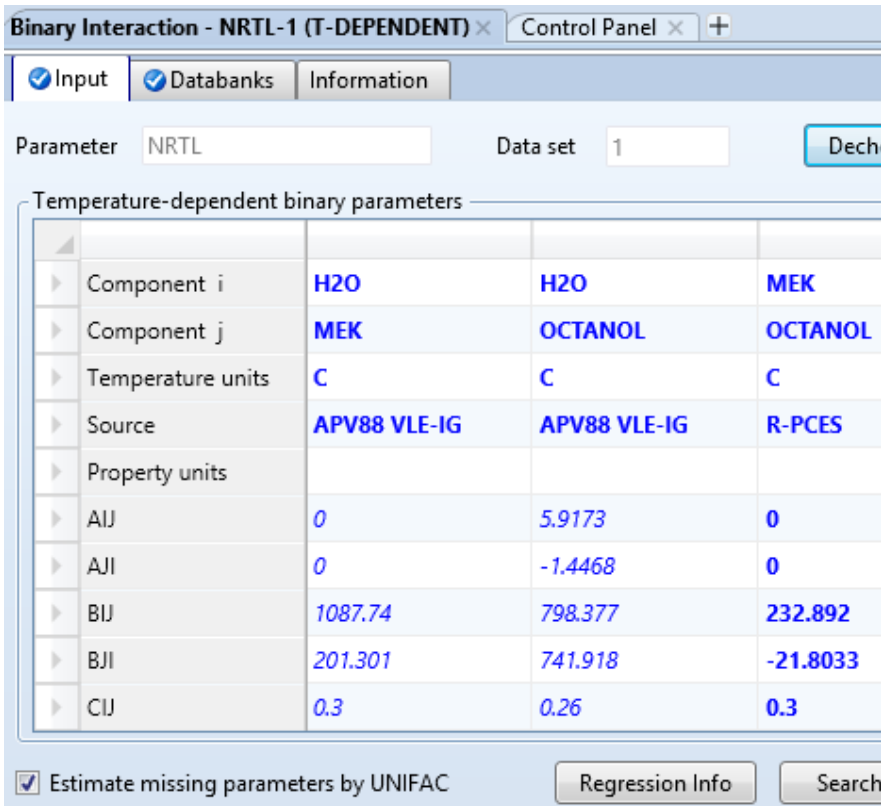 Binary Interaction - NRTL-1 (T-DEPENDENT) × Control Panel × +
Input Databanks Information
Parameter NRTL Data set 1 Dech
Temperature-dependent binary parameters
Component i H2O H2O MEK
Component j MEK OCTANOL OCTANOL
Temperature units C C C
Source APV88 VLE-IG APV88 VLE-IG R-PCES
Property units
AIJ 0 5.9173 0
AJI 0 -1.4468 0
BIJ 1087.74 798.377 232.892
BJI 201.301 741.918 -21.8033
CIJ 0.3 0.26 0.3
Estimate missing parameters by UNIFAC Regression Info Search